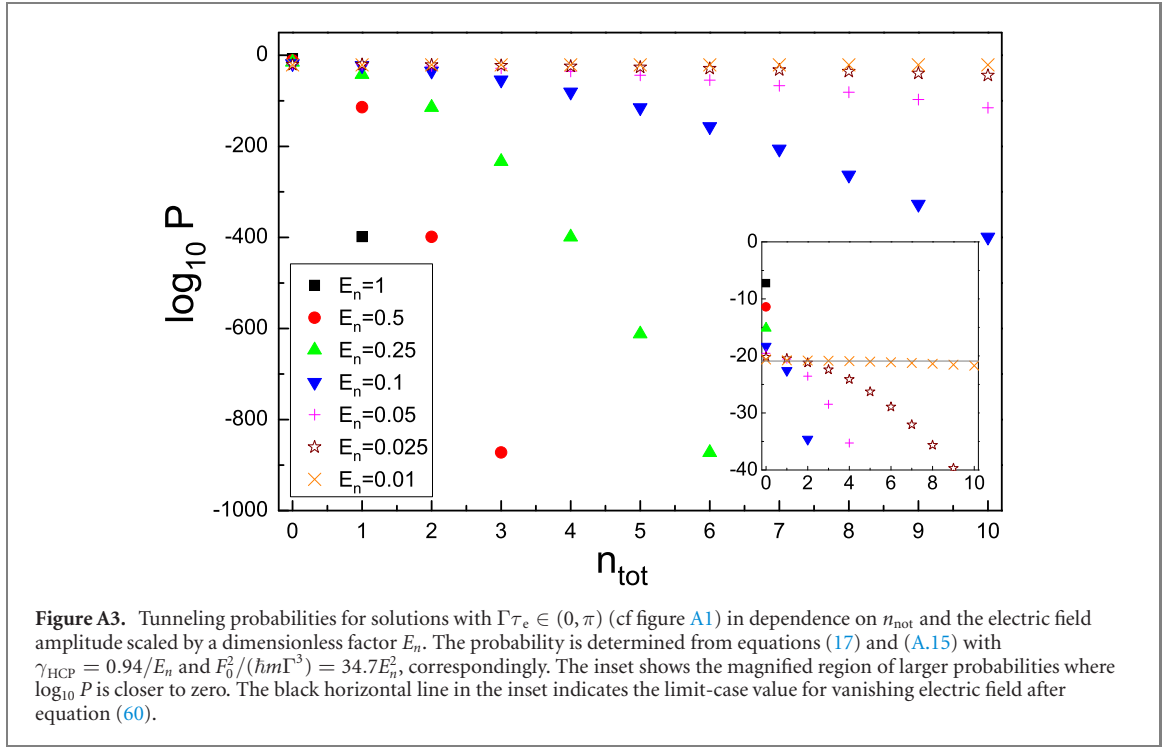 0
-200
-400
-600
-800
-1000
log₁₀ P
0 1 2 3 4 5 6 7 8 9 10
n_tot
Eₙ=1
Eₙ=0.5
Eₙ=0.25
Eₙ=0.1
Eₙ=0.05
Eₙ=0.025
Eₙ=0.01
0
-10
-20
-30
-40
0 2 4 6 8 10
Figure A3. Tunneling probabilities for solutions with Γτₑ ∈ (0, π) (cf figure A1) in dependence on n_not and the electric field
amplitude scaled by a dimensionless factor Eₙ. The probability is determined from equations (17) and (A.15) with
γ_HCP = 0.94/Eₙ and F₀²/(ħmΓ³) = 34.7Eₙ², correspondingly. The inset shows the magnified region of larger probabilities where
log₁₀ P is closer to zero. The black horizontal line in the inset indicates the limit-case value for vanishing electric field after
equation (60).